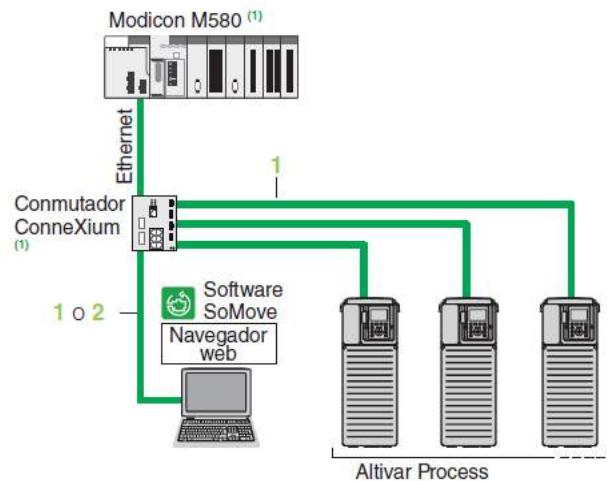 Modicon M580 (1)
Ethernet
1
Conmutador
ConneXium
(1)
1 o 2
Software
SoMove
Navegador
web
Altivar Process